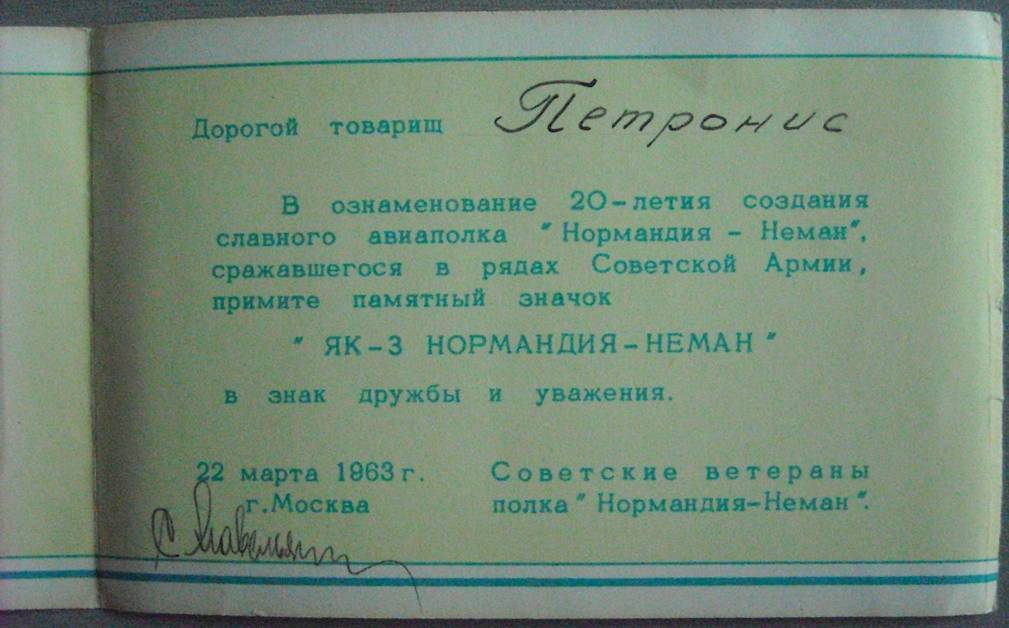 Дорогой товарищ Петронис
В ознаменование 20-летия создания
славного авиаполка "Нормандия - Неман",
сражавшегося в рядах Советской Армии,
примите памятный значок
"ЯК-3 НОРМАНДИЯ-НЕМАН"
в знак дружбы и уважения.
22 марта 1963 г.
г. Москва
Советские ветераны
полка "Нормандия-Неман".